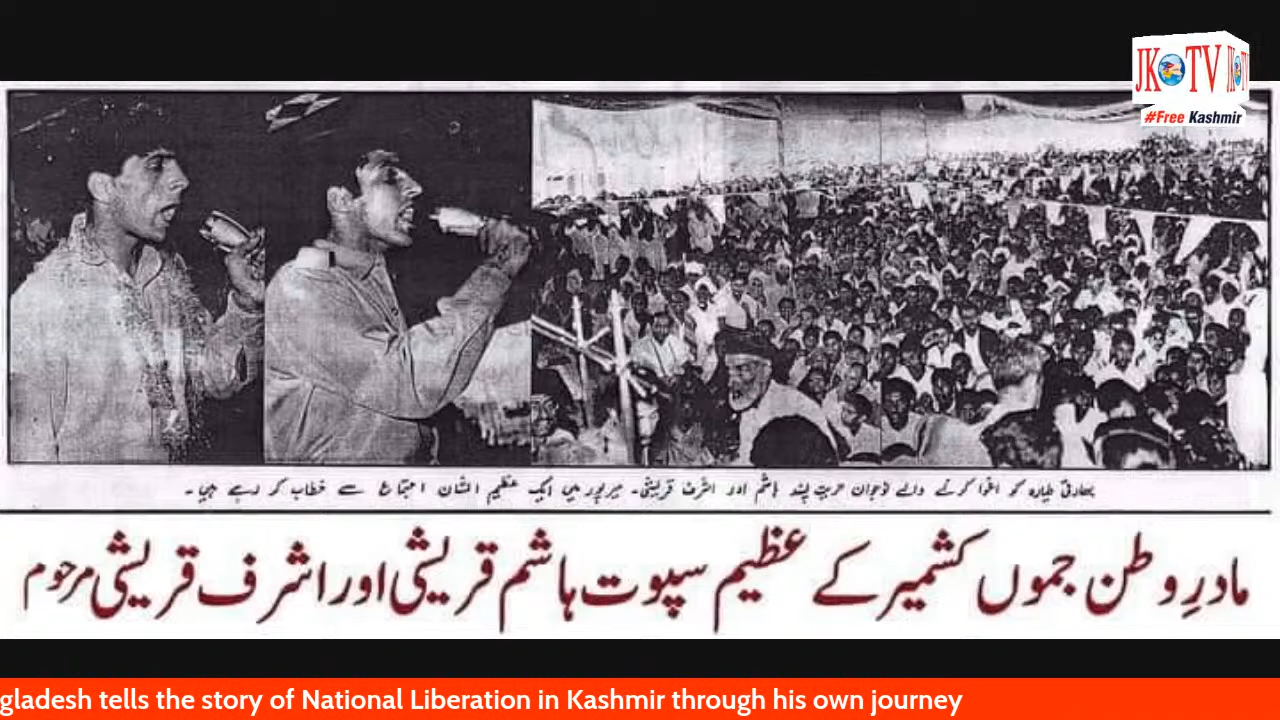 JK TV JK TV
#Free Kashmir
بھارتی طیارہ کو اغوا کرنے والے نوجوان حریت پسند ہاشم اور اشرف قریشی۔ میرپور میں ایک عظیم الشان اجتماع سے خطاب کر رہے ہیں۔
مادرِ وطن جموں کشمیر کے عظیم سپوت ہاشم قریشی اور اشرف قریشی مرحوم
gladesh tells the story of National Liberation in Kashmir through his own journey